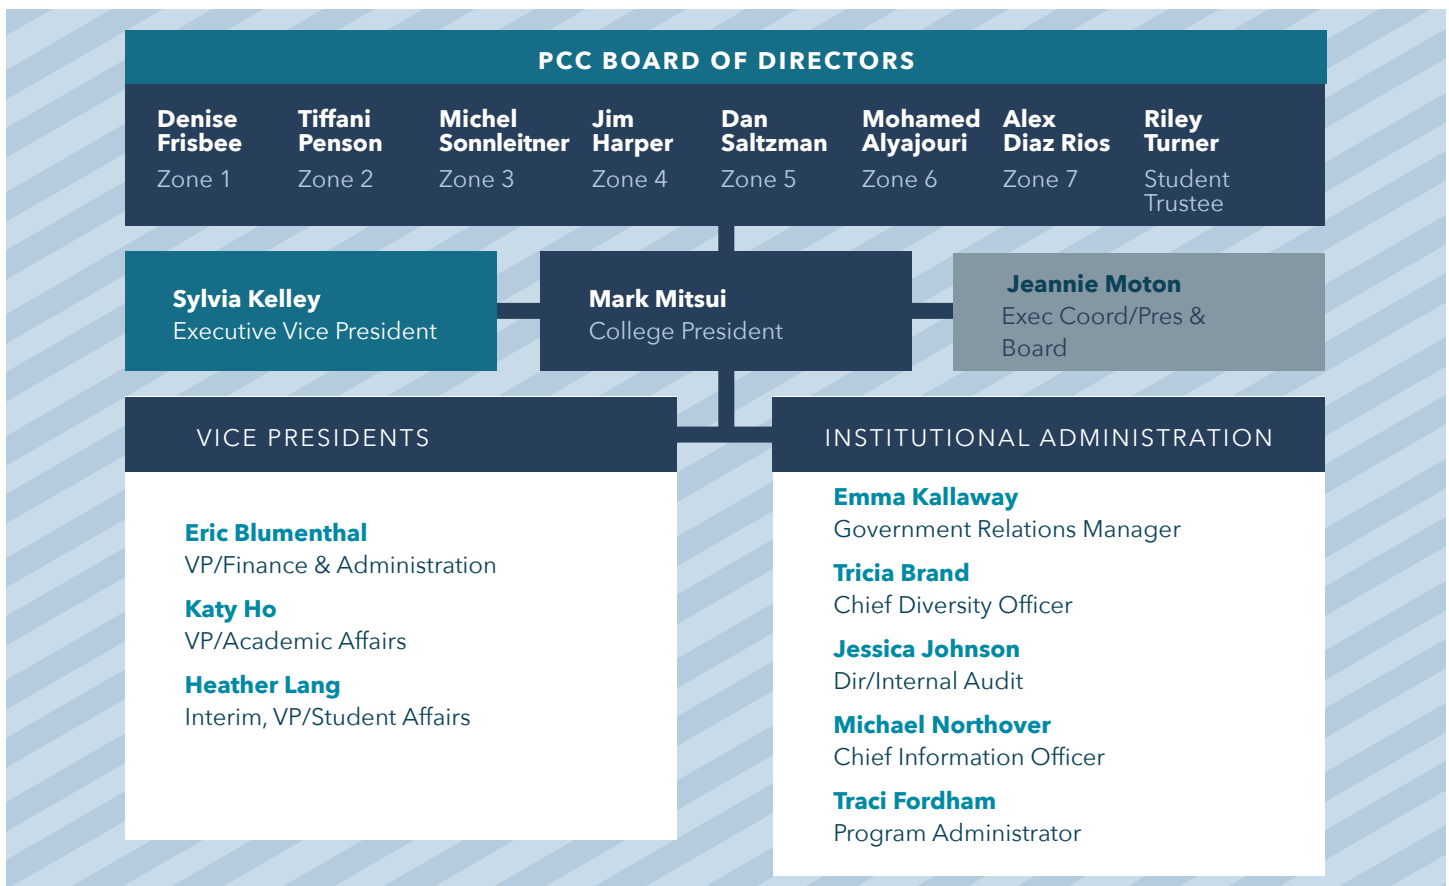 PCC BOARD OF DIRECTORS
Denise
Frisbee
Zone 1
Tiffani
Penson
Zone 2
Michel
Sonnleitner
Zone 3
Jim
Harper
Zone 4
Dan
Saltzman
Zone 5
Mohamed
Alyajouri
Zone 6
Alex
Diaz Rios
Zone 7
Riley
Turner
Student
Trustee
Sylvia Kelley
Executive Vice President
Mark Mitsui
College President
Jeannie Moton
Exec Coord/Pres &
Board
VICE PRESIDENTS
Eric Blumenthal
VP/Finance & Administration
Katy Ho
VP/Academic Affairs
Heather Lang
Interim, VP/Student Affairs
INSTITUTIONAL ADMINISTRATION
Emma Kallaway
Government Relations Manager
Tricia Brand
Chief Diversity Officer
Jessica Johnson
Dir/Internal Audit
Michael Northover
Chief Information Officer
Traci Fordham
Program Administrator